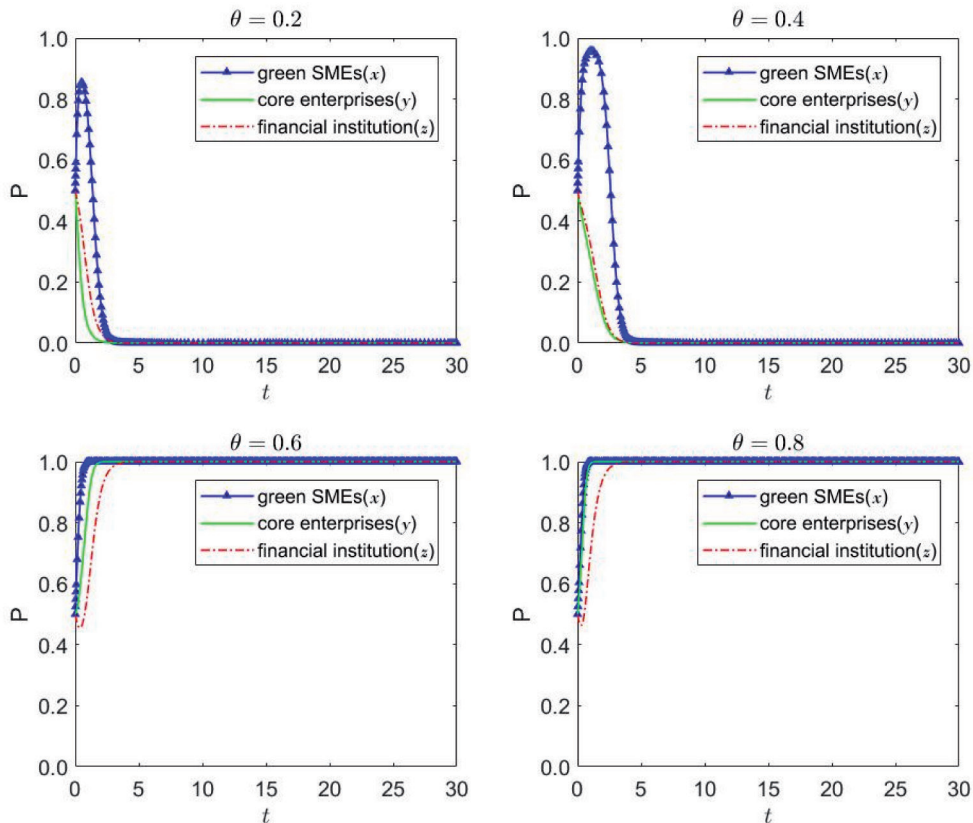 θ = 0.2
1.0
0.8
0.6
0.4
0.2
0.0
P
green SMEs(x)
core enterprises(y)
financial institution(z)
0 5 10 15 20 25 30
t
θ = 0.4
1.0
0.8
0.6
0.4
0.2
0.0
P
green SMEs(x)
core enterprises(y)
financial institution(z)
0 5 10 15 20 25 30
t
θ = 0.6
1.0
0.8
0.6
0.4
0.2
0.0
P
green SMEs(x)
core enterprises(y)
financial institution(z)
0 5 10 15 20 25 30
t
θ = 0.8
1.0
0.8
0.6
0.4
0.2
0.0
P
green SMEs(x)
core enterprises(y)
financial institution(z)
0 5 10 15 20 25 30
t